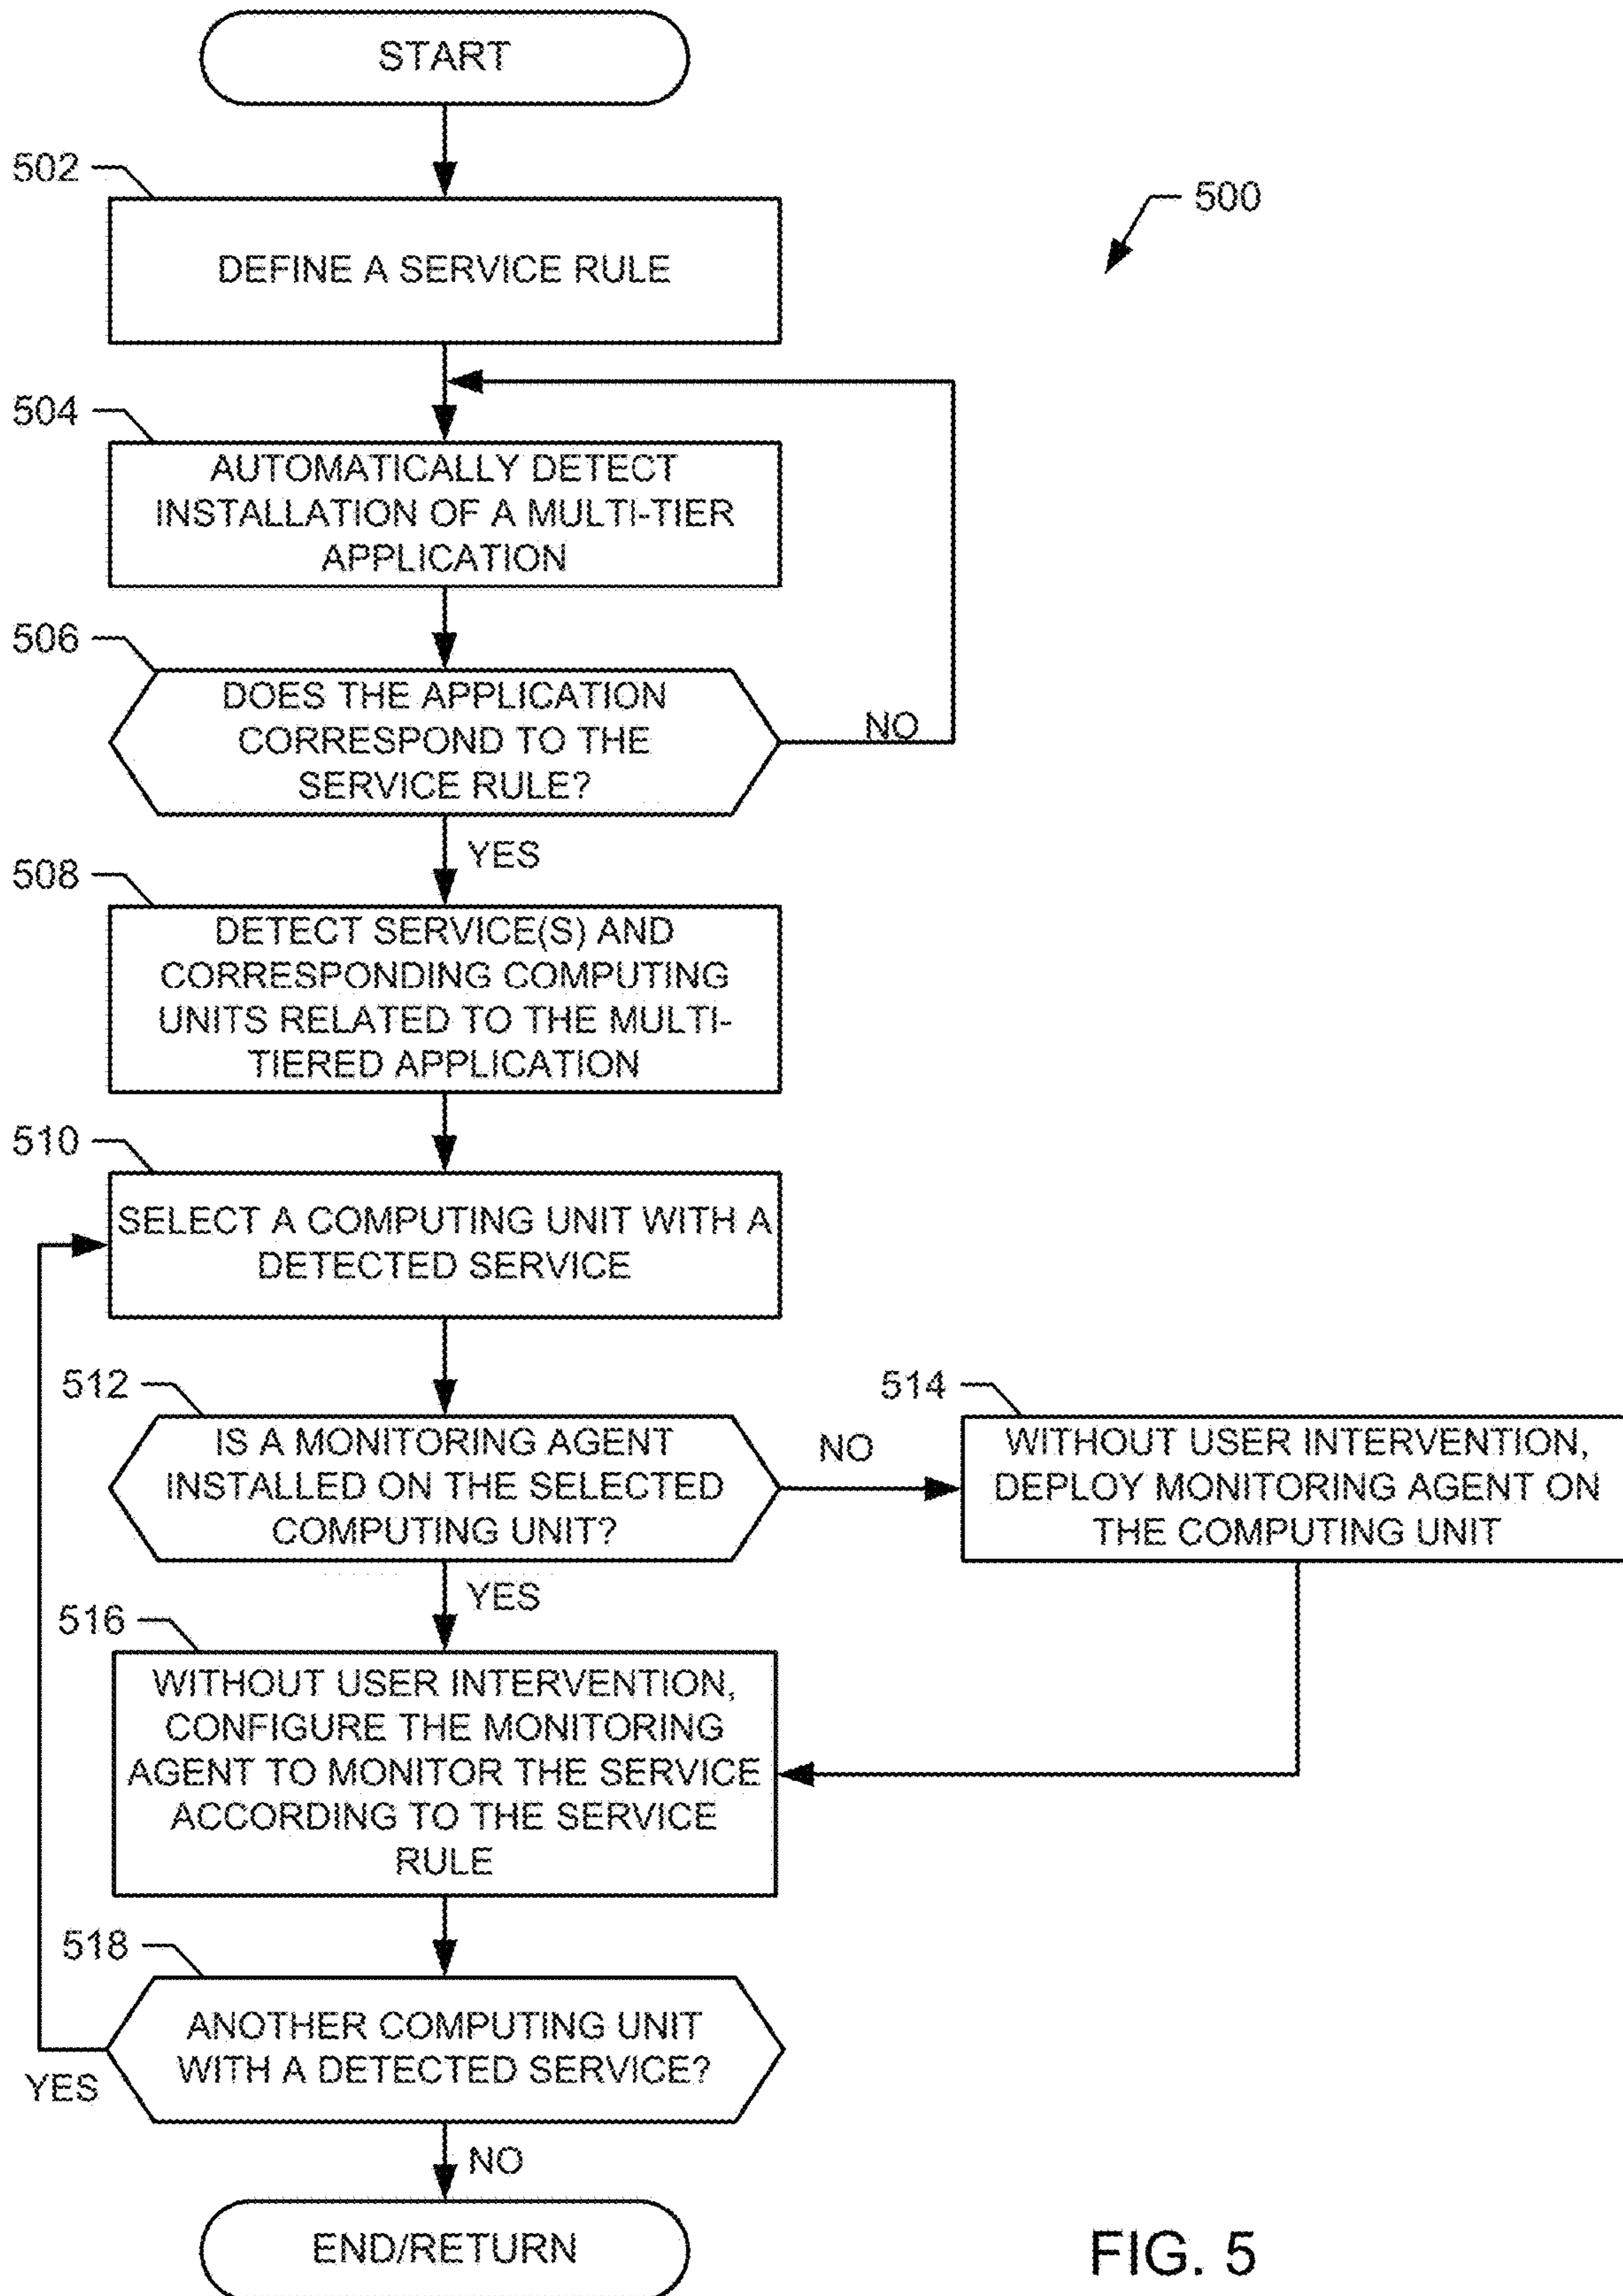 START
502
500
DEFINE A SERVICE RULE
504
AUTOMATICALLY DETECT
INSTALLATION OF A MULTI-TIER
APPLICATION
506
DOES THE APPLICATION
CORRESPOND TO THE
SERVICE RULE?
NO
YES
508
DETECT SERVICE(S) AND
CORRESPONDING COMPUTING
UNITS RELATED TO THE MULTI-
TIERED APPLICATION
510
SELECT A COMPUTING UNIT WITH A
DETECTED SERVICE
512
IS A MONITORING AGENT
INSTALLED ON THE SELECTED
COMPUTING UNIT?
NO
514
WITHOUT USER INTERVENTION,
DEPLOY MONITORING AGENT ON
THE COMPUTING UNIT
YES
516
WITHOUT USER INTERVENTION,
CONFIGURE THE MONITORING
AGENT TO MONITOR THE SERVICE
ACCORDING TO THE SERVICE
RULE
518
ANOTHER COMPUTING UNIT
WITH A DETECTED SERVICE?
YES
NO
END/RETURN
FIG. 5